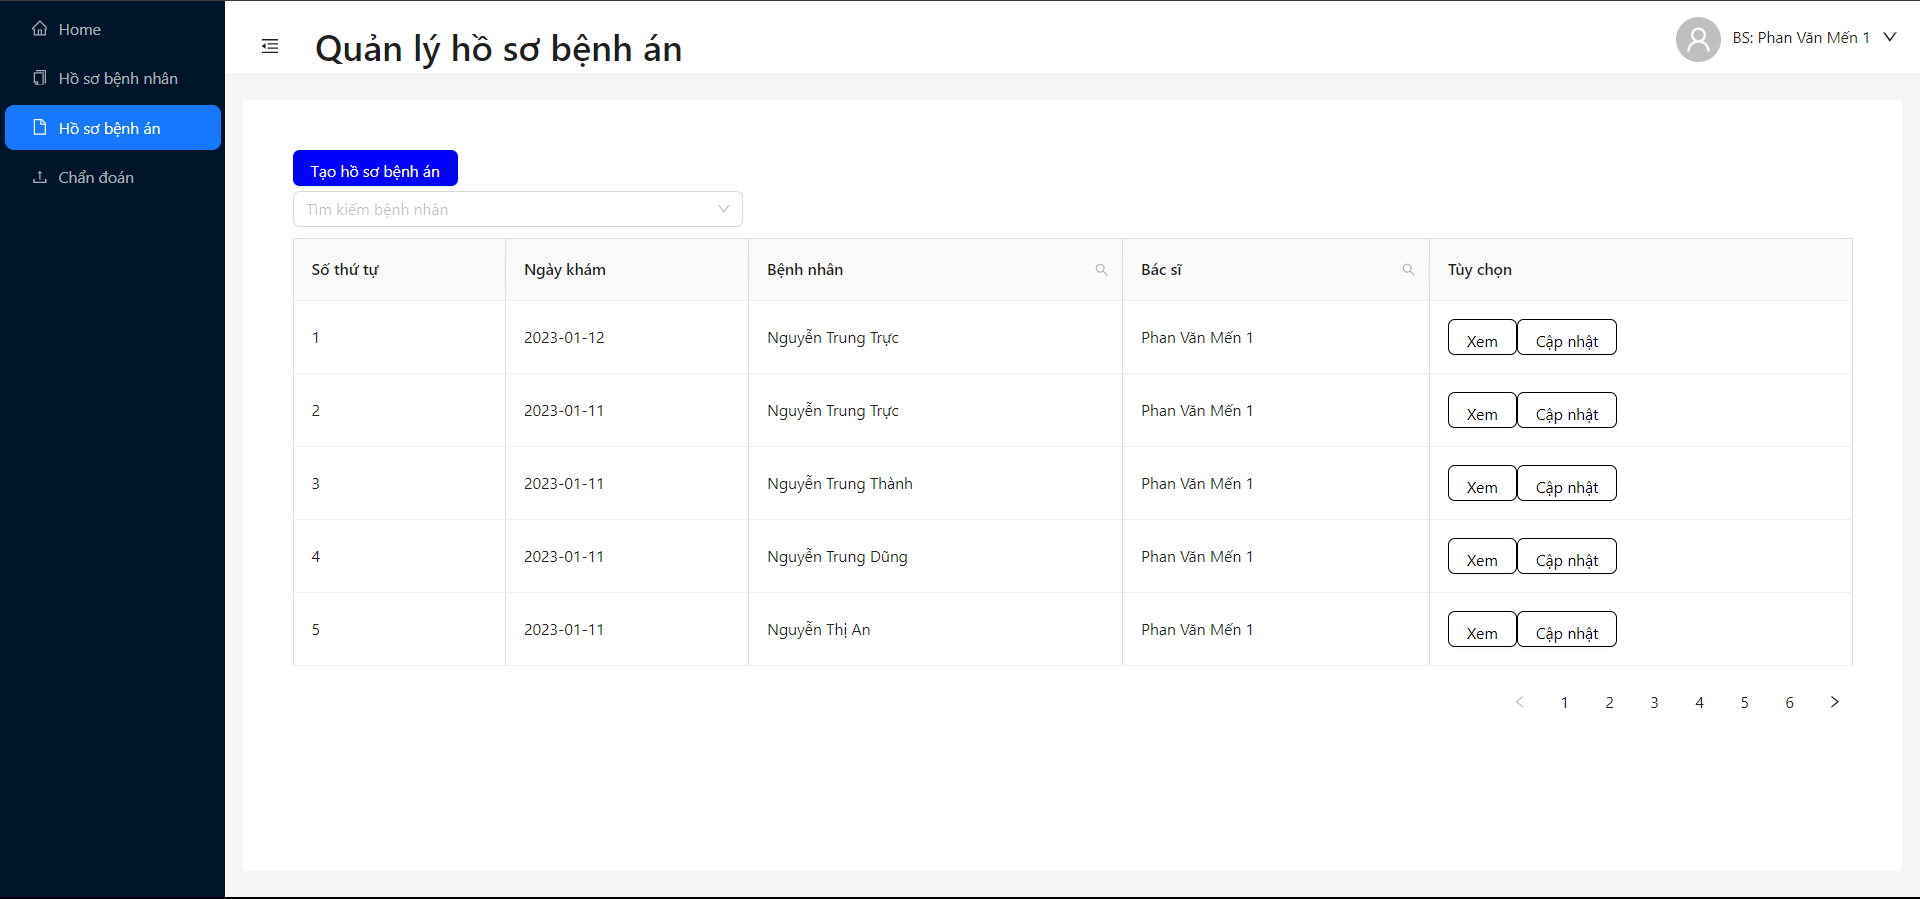 Home
Hồ sơ bệnh nhân
Hồ sơ bệnh án
Chẩn đoán
Quản lý hồ sơ bệnh án
BS: Phan Văn Mến 1
Tạo hồ sơ bệnh án
Tìm kiếm bệnh nhân
Số thứ tự Ngày khám Bệnh nhân Bác sĩ Tùy chọn
1 2023-01-12 Nguyễn Trung Trực Phan Văn Mến 1 Xem Cập nhật
2 2023-01-11 Nguyễn Trung Trực Phan Văn Mến 1 Xem Cập nhật
3 2023-01-11 Nguyễn Trung Thành Phan Văn Mến 1 Xem Cập nhật
4 2023-01-11 Nguyễn Trung Dũng Phan Văn Mến 1 Xem Cập nhật
5 2023-01-11 Nguyễn Thị An Phan Văn Mến 1 Xem Cập nhật
1 2 3 4 5 6